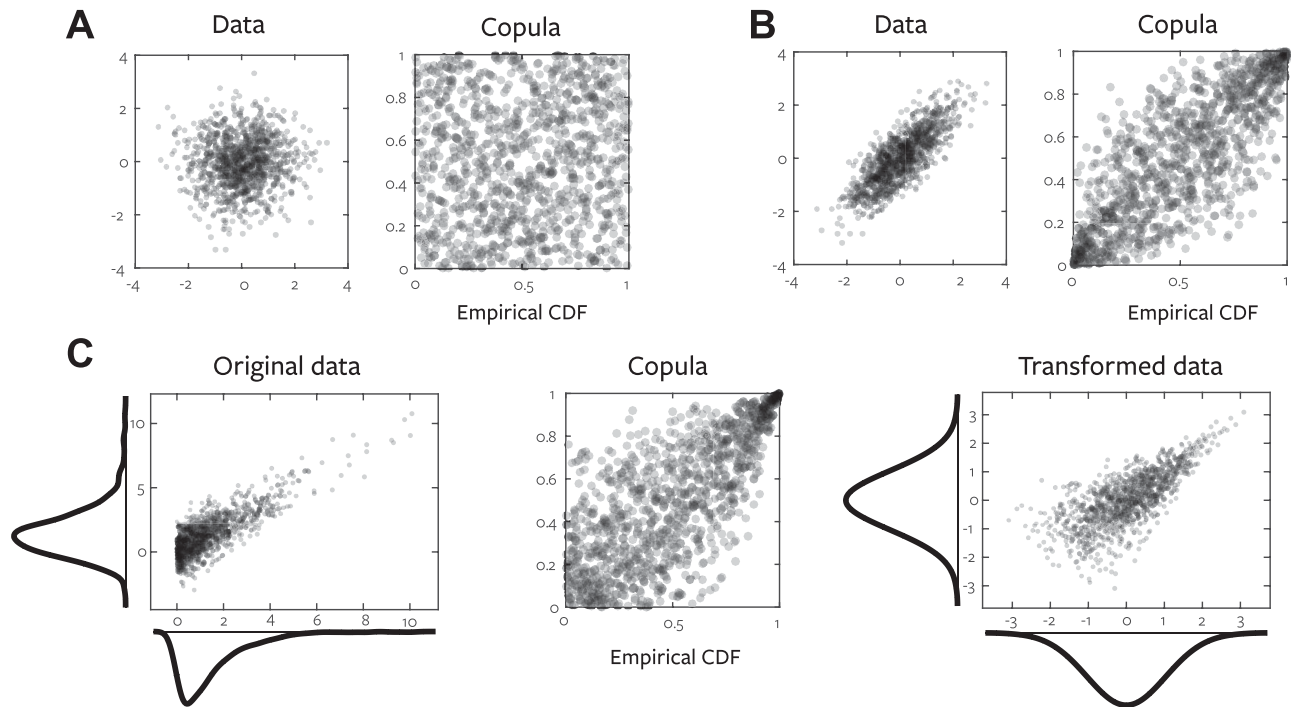 A
Data
4
2
0
-2
-4
-4 -2 0 2 4
Copula
1
0.8
0.6
0.4
0.2
0
0 0.5 1
Empirical CDF
B
Data
4
2
0
-2
-4
-4 -2 0 2 4
Copula
1
0.8
0.6
0.4
0.2
0
0 0.5 1
Empirical CDF
C
Original data
10
5
0
0 2 4 6 8 10
Copula
1
0.8
0.6
0.4
0.2
0
0 0.5 1
Empirical CDF
Transformed data
3
2
1
0
-1
-2
-3
-3 -2 -1 0 1 2 3